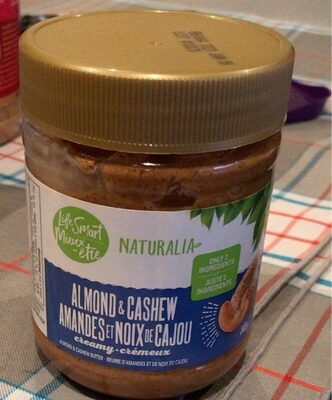 Life Smart
Mieux
-être
NATURALIA
ONLY 2
INGREDIENTS
JUSTE 2
INGRÉDIENTS
ALMOND & CASHEW
AMANDES ET NOIX DE CAJOU
creamy • crémeux
ALMOND & CASHEW BUTTER • BEURRE D'AMANDES ET DE NOIX DE CAJOU